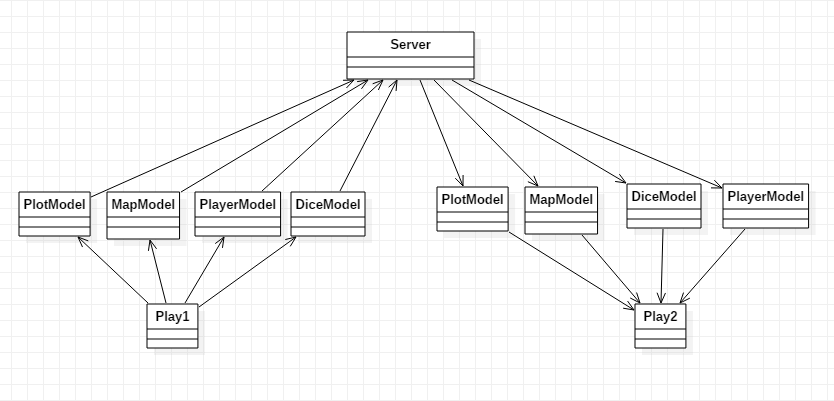 Server
PlotModel
MapModel
PlayerModel
DiceModel
PlotModel
MapModel
DiceModel
PlayerModel
Play1
Play2